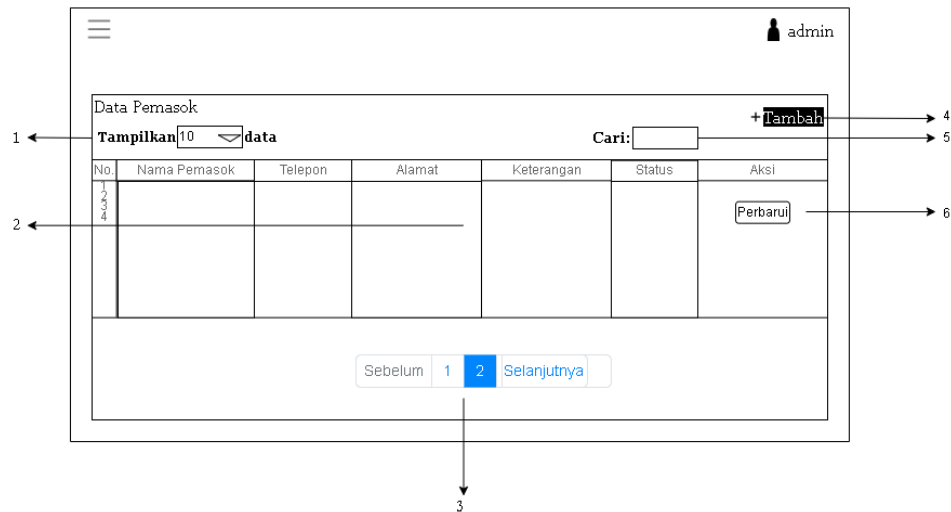 admin
Data Pemasok
+Tambah 4
1 Tampilkan 10 data Cari: 5
No. Nama Pemasok Telepon Alamat Keterangan Status Aksi
1
2
3
4
Perbarui 6
2
Sebelum 1 2 Selanjutnya
3